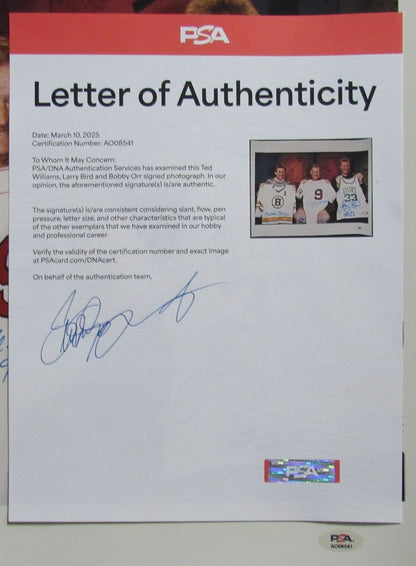 PSA
Letter of Authenticity
Date: March 10, 2025
Certification Number: AO08541
To Whom It May Concern:
PSA/DNA Authentication Services has examined this Ted
Williams, Larry Bird and Bobby Orr signed photograph. In
our opinion, the aforementioned signature(s) is/are authentic.
The signature(s) is/are consistent considering slant, flow, pen
pressure, letter size, and other characteristics that are typical
of the other exemplars that we have examined in our hobby
and professional career.
Verify the validity of the certification number and exact image
at PSAcard.com/DNAcert.
On behalf of the authentication team,
B
9
33
PSA
PSA
AO08541